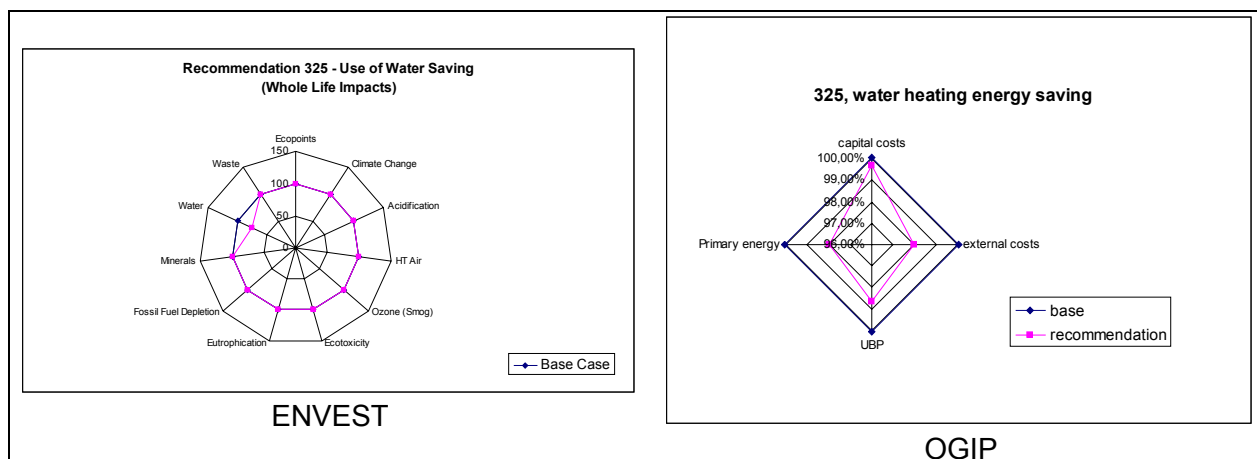 Recommendation 325 - Use of Water Saving
(Whole Life Impacts)
Ecopoints
150
Waste
Climate Change
100
Water
Acidification
50
0
Minerals
HT Air
Fossil Fuel Depletion
Ozone (Smog)
Eutrophication
Ecotoxicity
Base Case
ENVEST
325, water heating energy saving
capital costs
100,00%
99,00%
98,00%
97,00%
96,00%
Primary energy
external costs
UBP
base
recommendation
OGIP